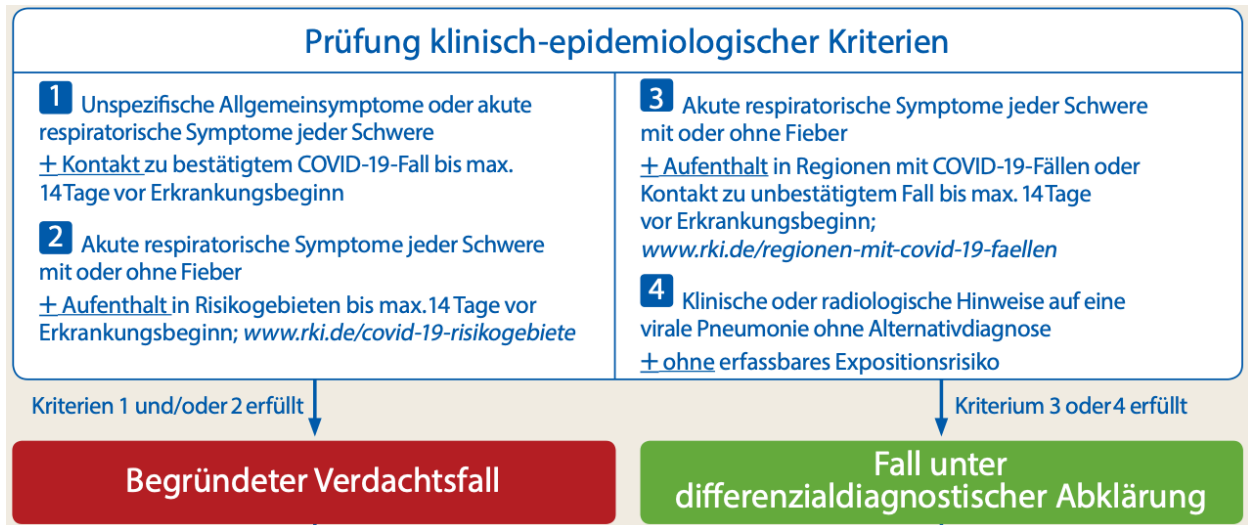 Prüfung klinisch-epidemiologischer Kriterien
1 Unspezifische Allgemeinsymptome oder akute
respiratorische Symptome jeder Schwere
+ Kontakt zu bestätigtem COVID-19-Fall bis max.
14 Tage vor Erkrankungsbeginn
2 Akute respiratorische Symptome jeder Schwere
mit oder ohne Fieber
+ Aufenthalt in Risikogebieten bis max. 14 Tage vor
Erkrankungsbeginn; www.rki.de/covid-19-risikogebiete
3 Akute respiratorische Symptome jeder Schwere
mit oder ohne Fieber
+ Aufenthalt in Regionen mit COVID-19-Fällen oder
Kontakt zu unbestätigtem Fall bis max. 14 Tage
vor Erkrankungsbeginn;
www.rki.de/regionen-mit-covid-19-faellen
4 Klinische oder radiologische Hinweise auf eine
virale Pneumonie ohne Alternativdiagnose
+ ohne erfassbares Expositionsrisiko
Kriterien 1 und/oder 2 erfüllt
Kriterium 3 oder 4 erfüllt
Begründeter Verdachtsfall
Fall unter
differenzialdiagnostischer Abklärung